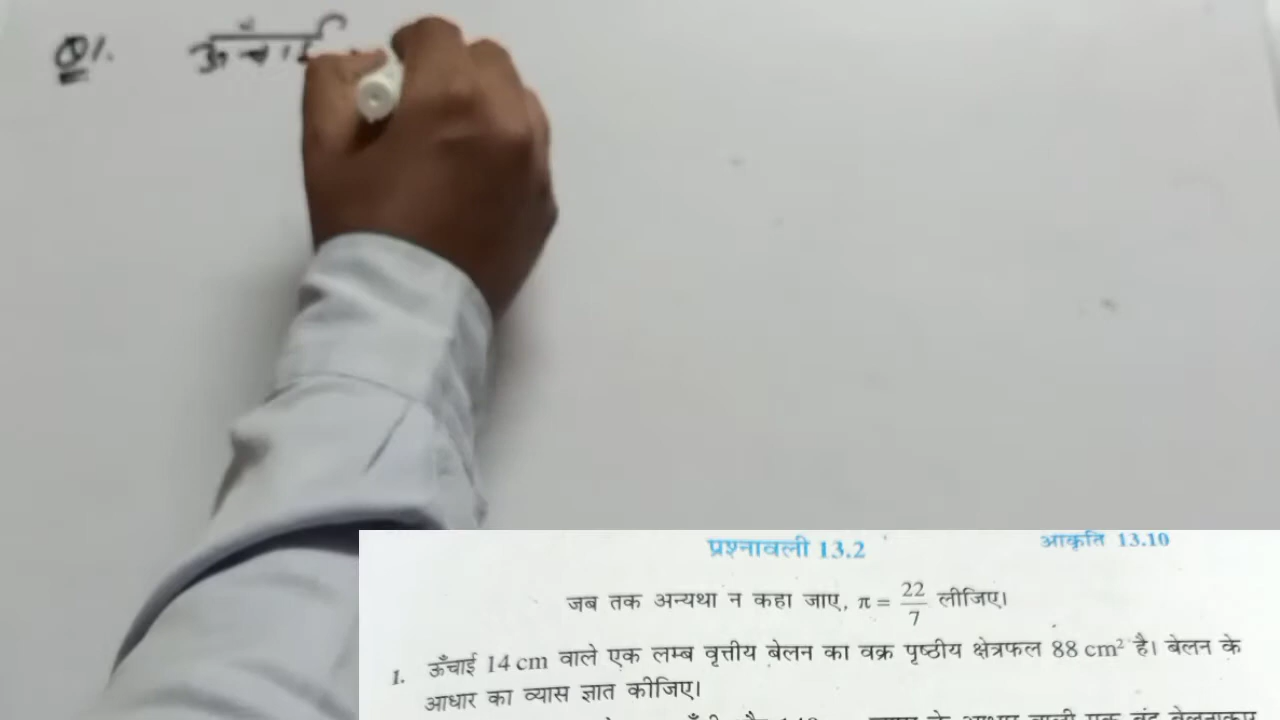 Q1. ऊँचाई
प्रश्नावली 13.2
आकृति 13.10
जब तक अन्यथा न कहा जाए, π = 22/7 लीजिए।
1. ऊँचाई 14 cm वाले एक लम्ब वृत्तीय बेलन का वक्र पृष्ठीय क्षेत्रफल 88 cm² है। बेलन के
आधार का व्यास ज्ञात कीजिए।